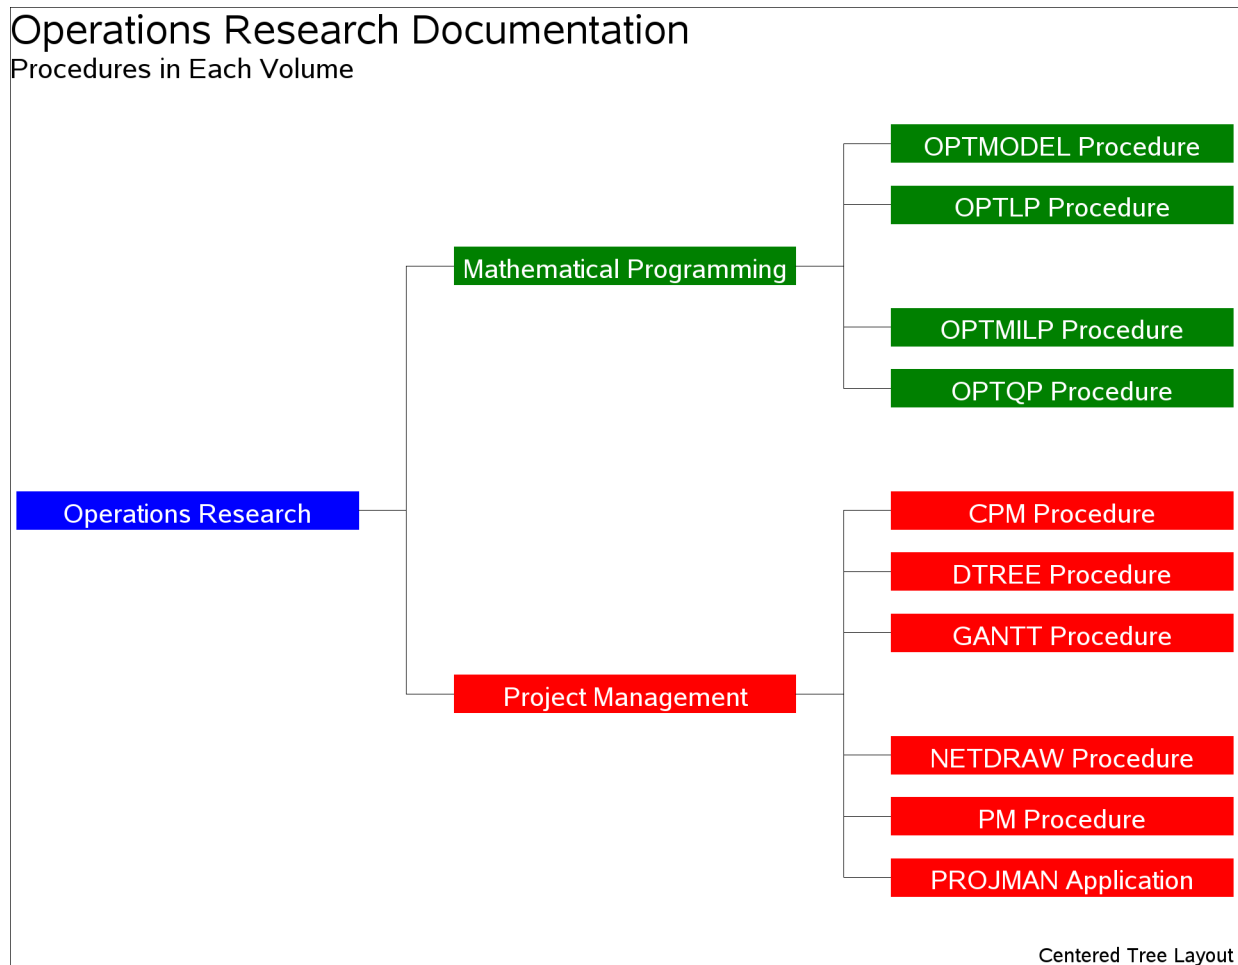 Operations Research Documentation
Procedures in Each Volume
OPTMODEL Procedure
OPTLP Procedure
Mathematical Programming
OPTMILP Procedure
OPTQP Procedure
Operations Research
CPM Procedure
DTREE Procedure
GANTT Procedure
Project Management
NETDRAW Procedure
PM Procedure
PROJMAN Application
Centered Tree Layout